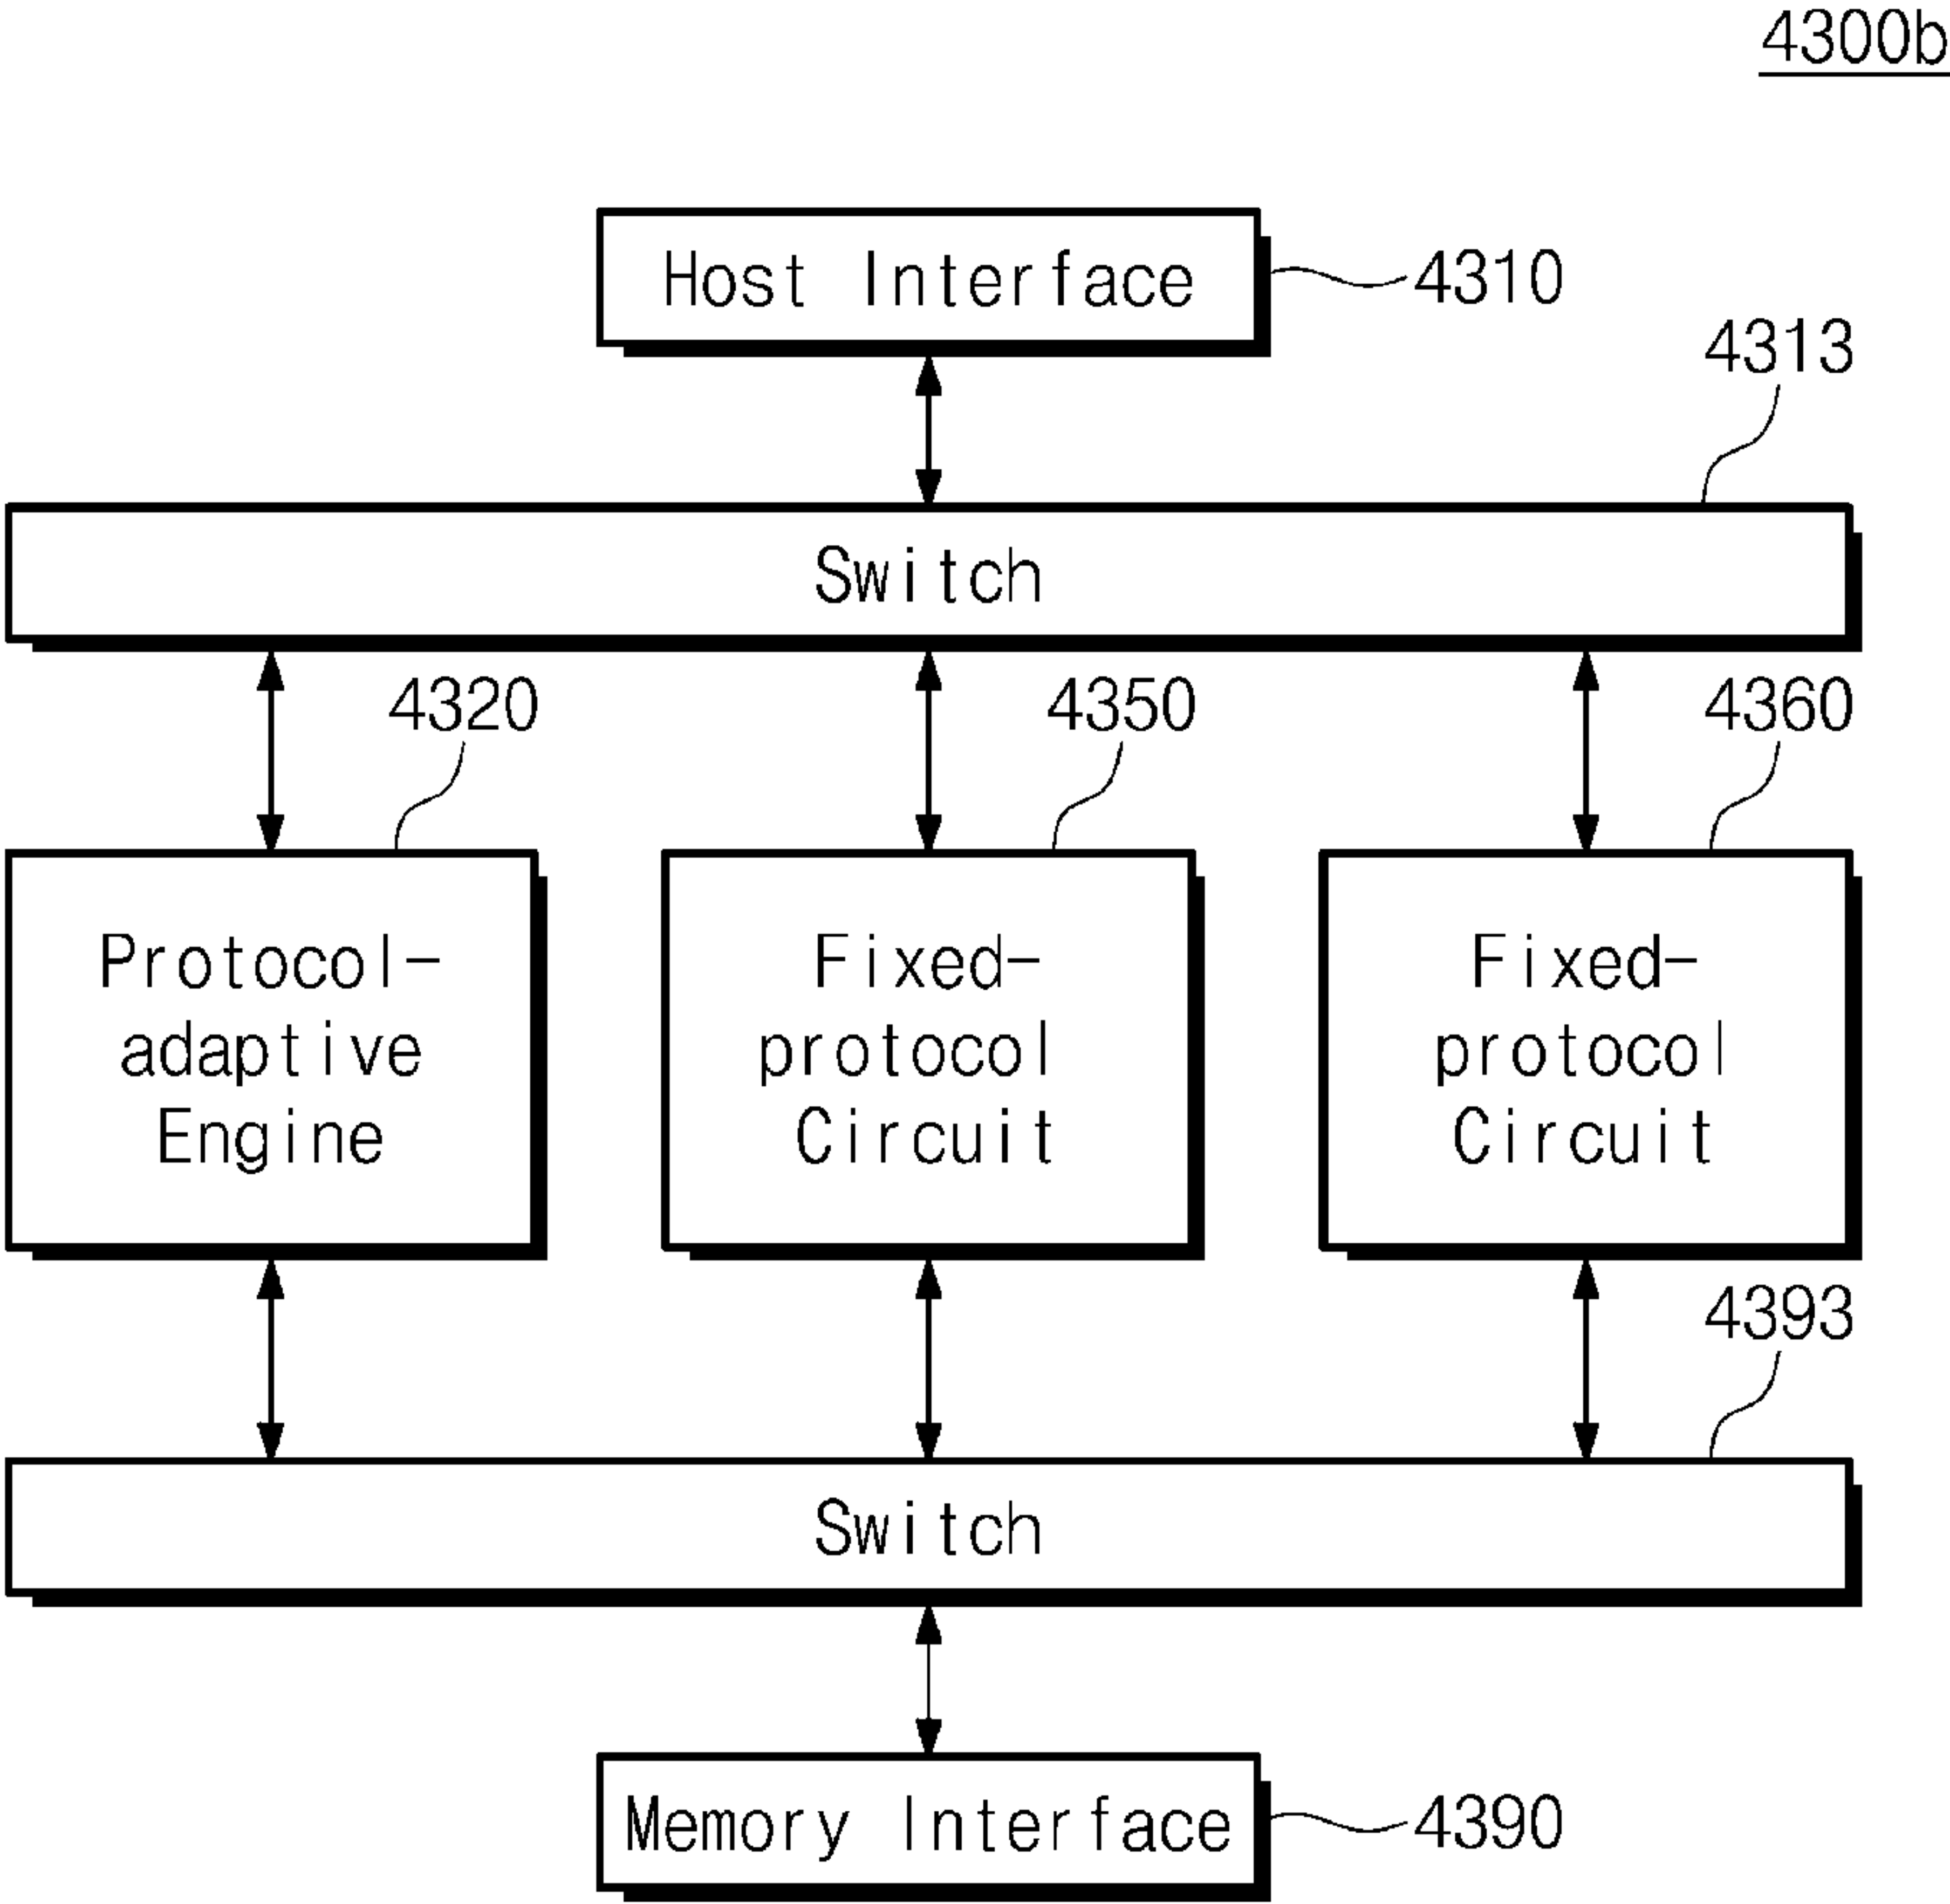 4300b
Host Interface
4310
4313
Switch
4320
4350
4360
Protocol-
adaptive
Engine
Fixed-
protocol
Circuit
Fixed-
protocol
Circuit
4393
Switch
Memory Interface
4390